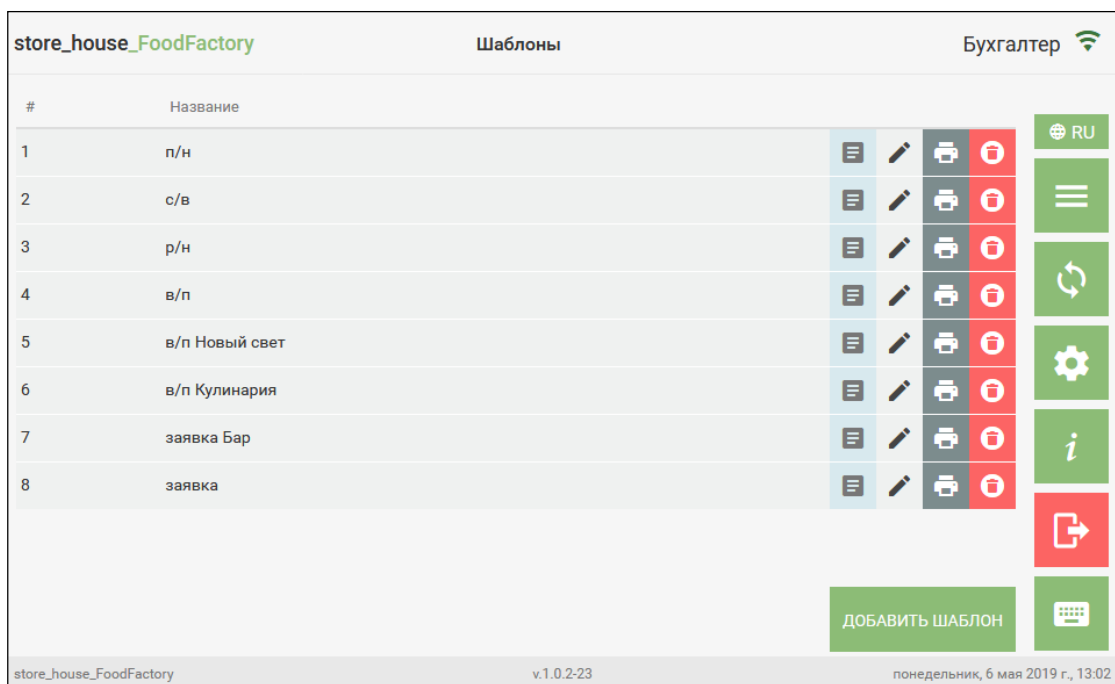 store_house_FoodFactory Шаблоны Бухгалтер
# Название
RU
1 п/н
2 с/в
3 р/н
4 в/п
5 в/п Новый свет
6 в/п Кулинария
7 заявка Бар
8 заявка
i
ДОБАВИТЬ ШАБЛОН
store_house_FoodFactory v.1.0.2-23 понедельник, 6 мая 2019 г., 13:02